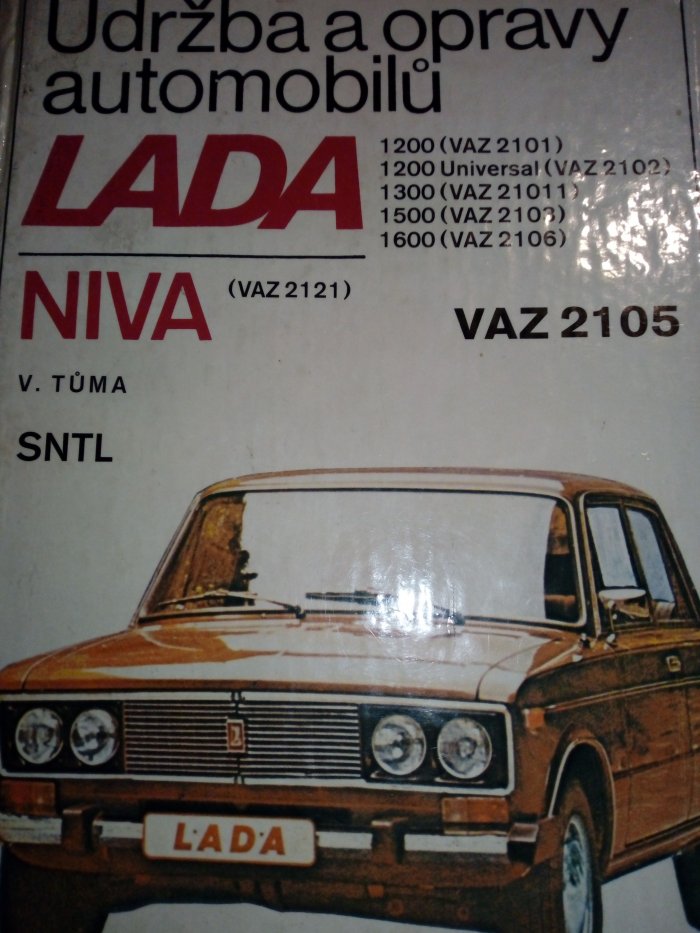 Údržba a opravy
automobilů
LADA
1200 (VAZ 2101)
1200 Universal (VAZ 2102)
1300 (VAZ 21011)
1500 (VAZ 2103)
1600 (VAZ 2106)
NIVA (VAZ 2121)
VAZ 2105
V. TŮMA
SNTL
L·A·D·A